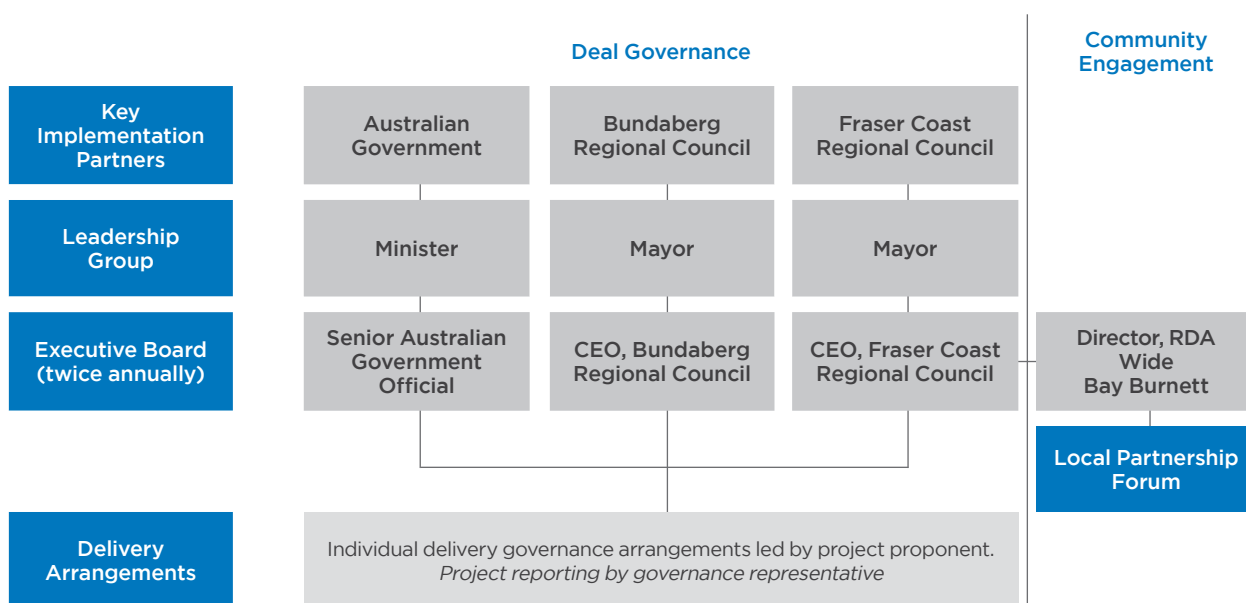 Deal Governance
Community
Engagement
Key
Implementation
Partners
Australian
Government
Bundaberg
Regional Council
Fraser Coast
Regional Council
Leadership
Group
Minister
Mayor
Mayor
Executive Board
(twice annually)
Senior Australian
Government
Official
CEO, Bundaberg
Regional Council
CEO, Fraser Coast
Regional Council
Director, RDA
Wide
Bay Burnett
Local Partnership
Forum
Delivery
Arrangements
Individual delivery governance arrangements led by project proponent.
Project reporting by governance representative